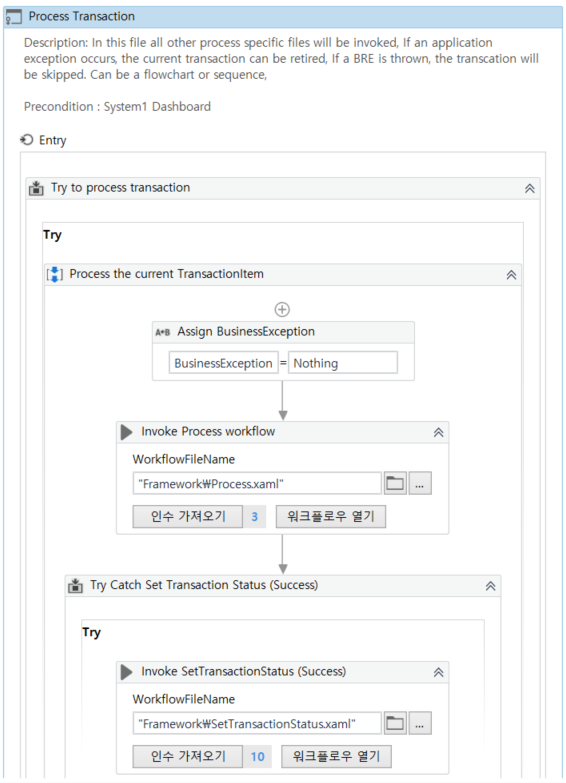 Process Transaction
Description: In this file all other process specific files will be invoked, If an application
exception occurs, the current transaction can be retired, If a BRE is thrown, the transcation will
be skipped. Can be a flowchart or sequence,
Precondition : System1 Dashboard
Entry
Try to process transaction
Try
Process the current TransactionItem
A*B Assign BusinessException
BusinessException = Nothing
Invoke Process workflow
WorkflowFileName
"Framework₩Process.xaml"
...
인수 가져오기 3 워크플로우 열기
Try Catch Set Transaction Status (Success)
Try
Invoke SetTransactionStatus (Success)
WorkflowFileName
"Framework₩SetTransactionStatus.xaml"
...
인수 가져오기 10 워크플로우 열기